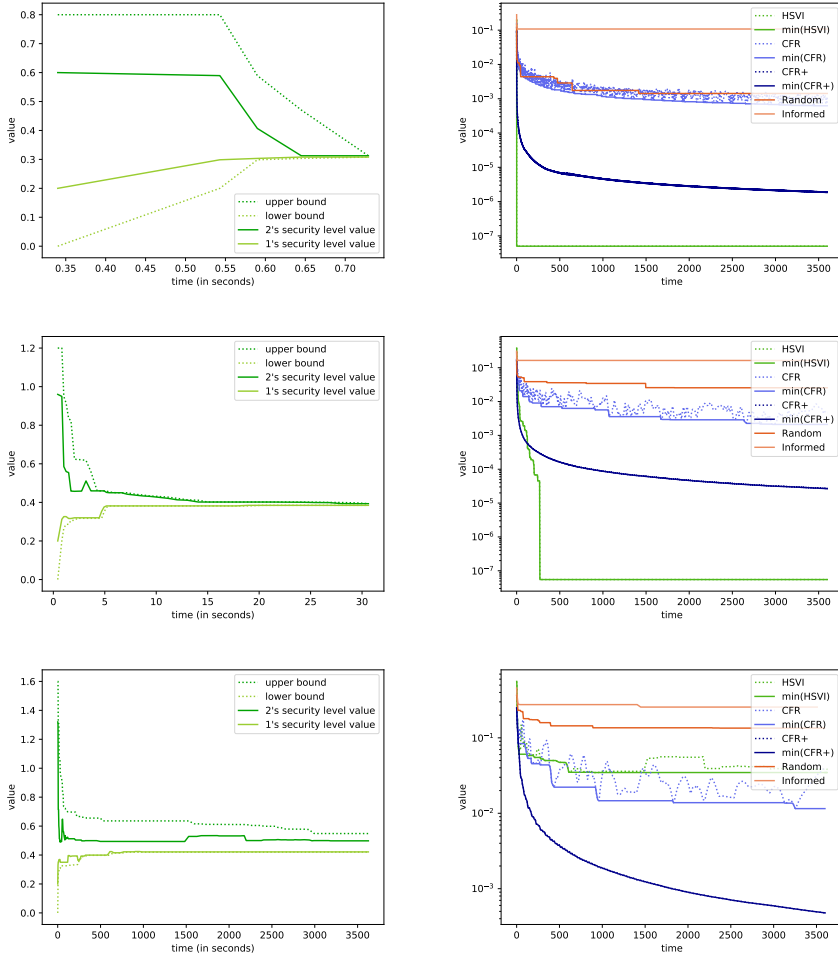 0.8
0.7
0.6
0.5
0.4
0.3
0.2
0.1
0.0
value
upper bound
lower bound
2's security level value
1's security level value
0.35 0.40 0.45 0.50 0.55 0.60 0.65 0.70
time (in seconds)
10⁻¹
10⁻²
10⁻³
10⁻⁴
10⁻⁵
10⁻⁶
10⁻⁷
value
HSVI
min(HSVI)
CFR
min(CFR)
CFR+
min(CFR+)
Random
Informed
0 500 1000 1500 2000 2500 3000 3500
time
1.2
1.0
0.8
0.6
0.4
0.2
0.0
value
upper bound
lower bound
2's security level value
1's security level value
0 5 10 15 20 25 30
time (in seconds)
10⁻¹
10⁻²
10⁻³
10⁻⁴
10⁻⁵
10⁻⁶
10⁻⁷
value
HSVI
min(HSVI)
CFR
min(CFR)
CFR+
min(CFR+)
Random
Informed
0 500 1000 1500 2000 2500 3000 3500
time
1.6
1.4
1.2
1.0
0.8
0.6
0.4
0.2
0.0
value
upper bound
lower bound
2's security level value
1's security level value
0 500 1000 1500 2000 2500 3000 3500
time (in seconds)
10⁻¹
10⁻²
10⁻³
value
HSVI
min(HSVI)
CFR
min(CFR)
CFR+
min(CFR+)
Random
Informed
0 500 1000 1500 2000 2500 3000 3500
time